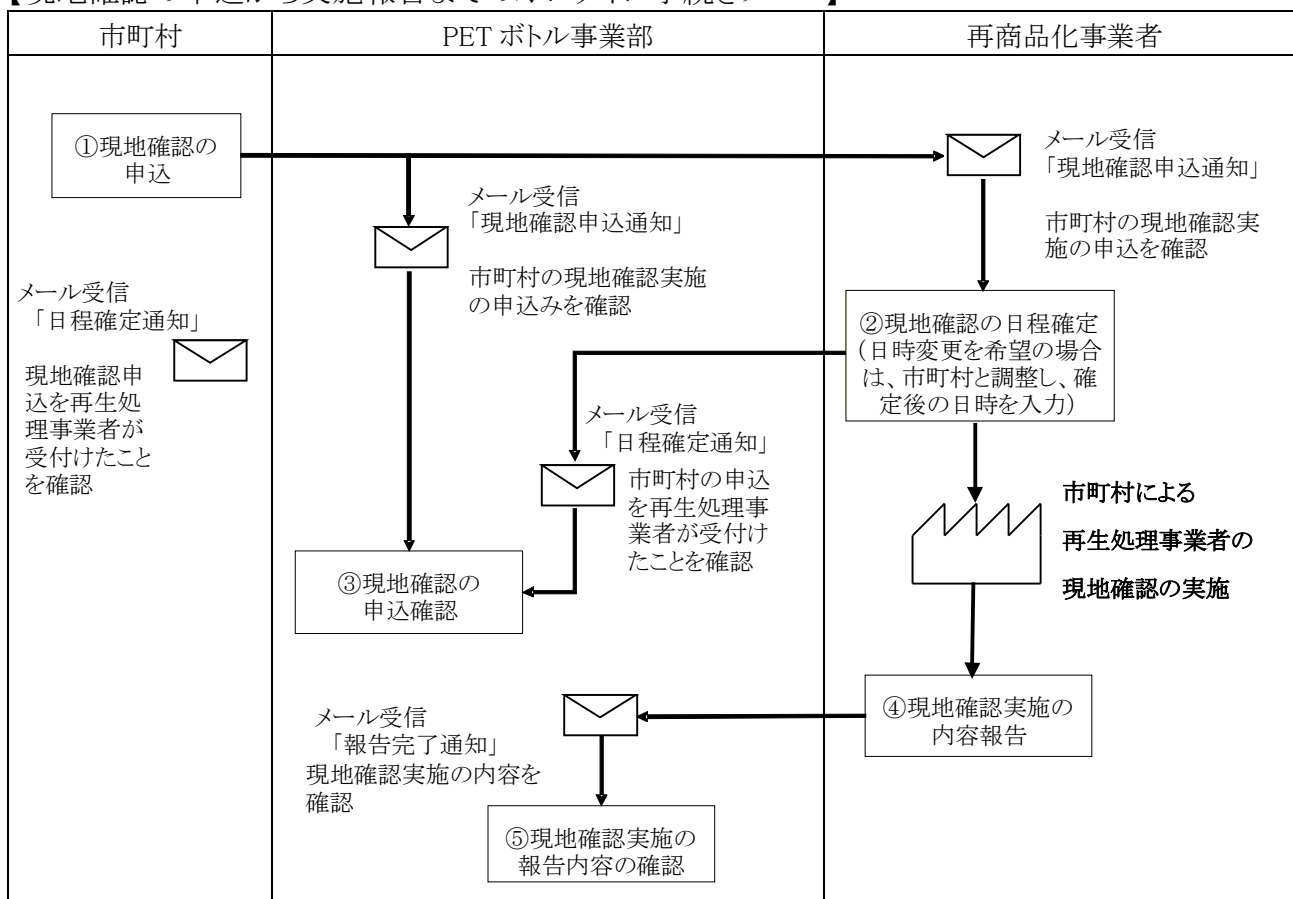 市町村
PETボトル事業部
再商品化事業者
①現地確認の
申込
メール受信
「現地確認申込通知」
市町村の現地確認実施
の申込みを確認
メール受信
「現地確認申込通知」
市町村の現地確認実
施の申込を確認
メール受信
「日程確定通知」
現地確認申
込を再生処
理事業者が
受付けたこと
を確認
②現地確認の日程確定
(日時変更を希望の場合
は、市町村と調整し、確
定後の日時を入力)
メール受信
「日程確定通知」
市町村の申込
を再生処理事
業者が受付け
たことを確認
③現地確認の
申込確認
市町村による
再生処理事業者の
現地確認の実施
④現地確認実施の
内容報告
メール受信
「報告完了通知」
現地確認実施の内容を
確認
⑤現地確認実施の
報告内容の確認